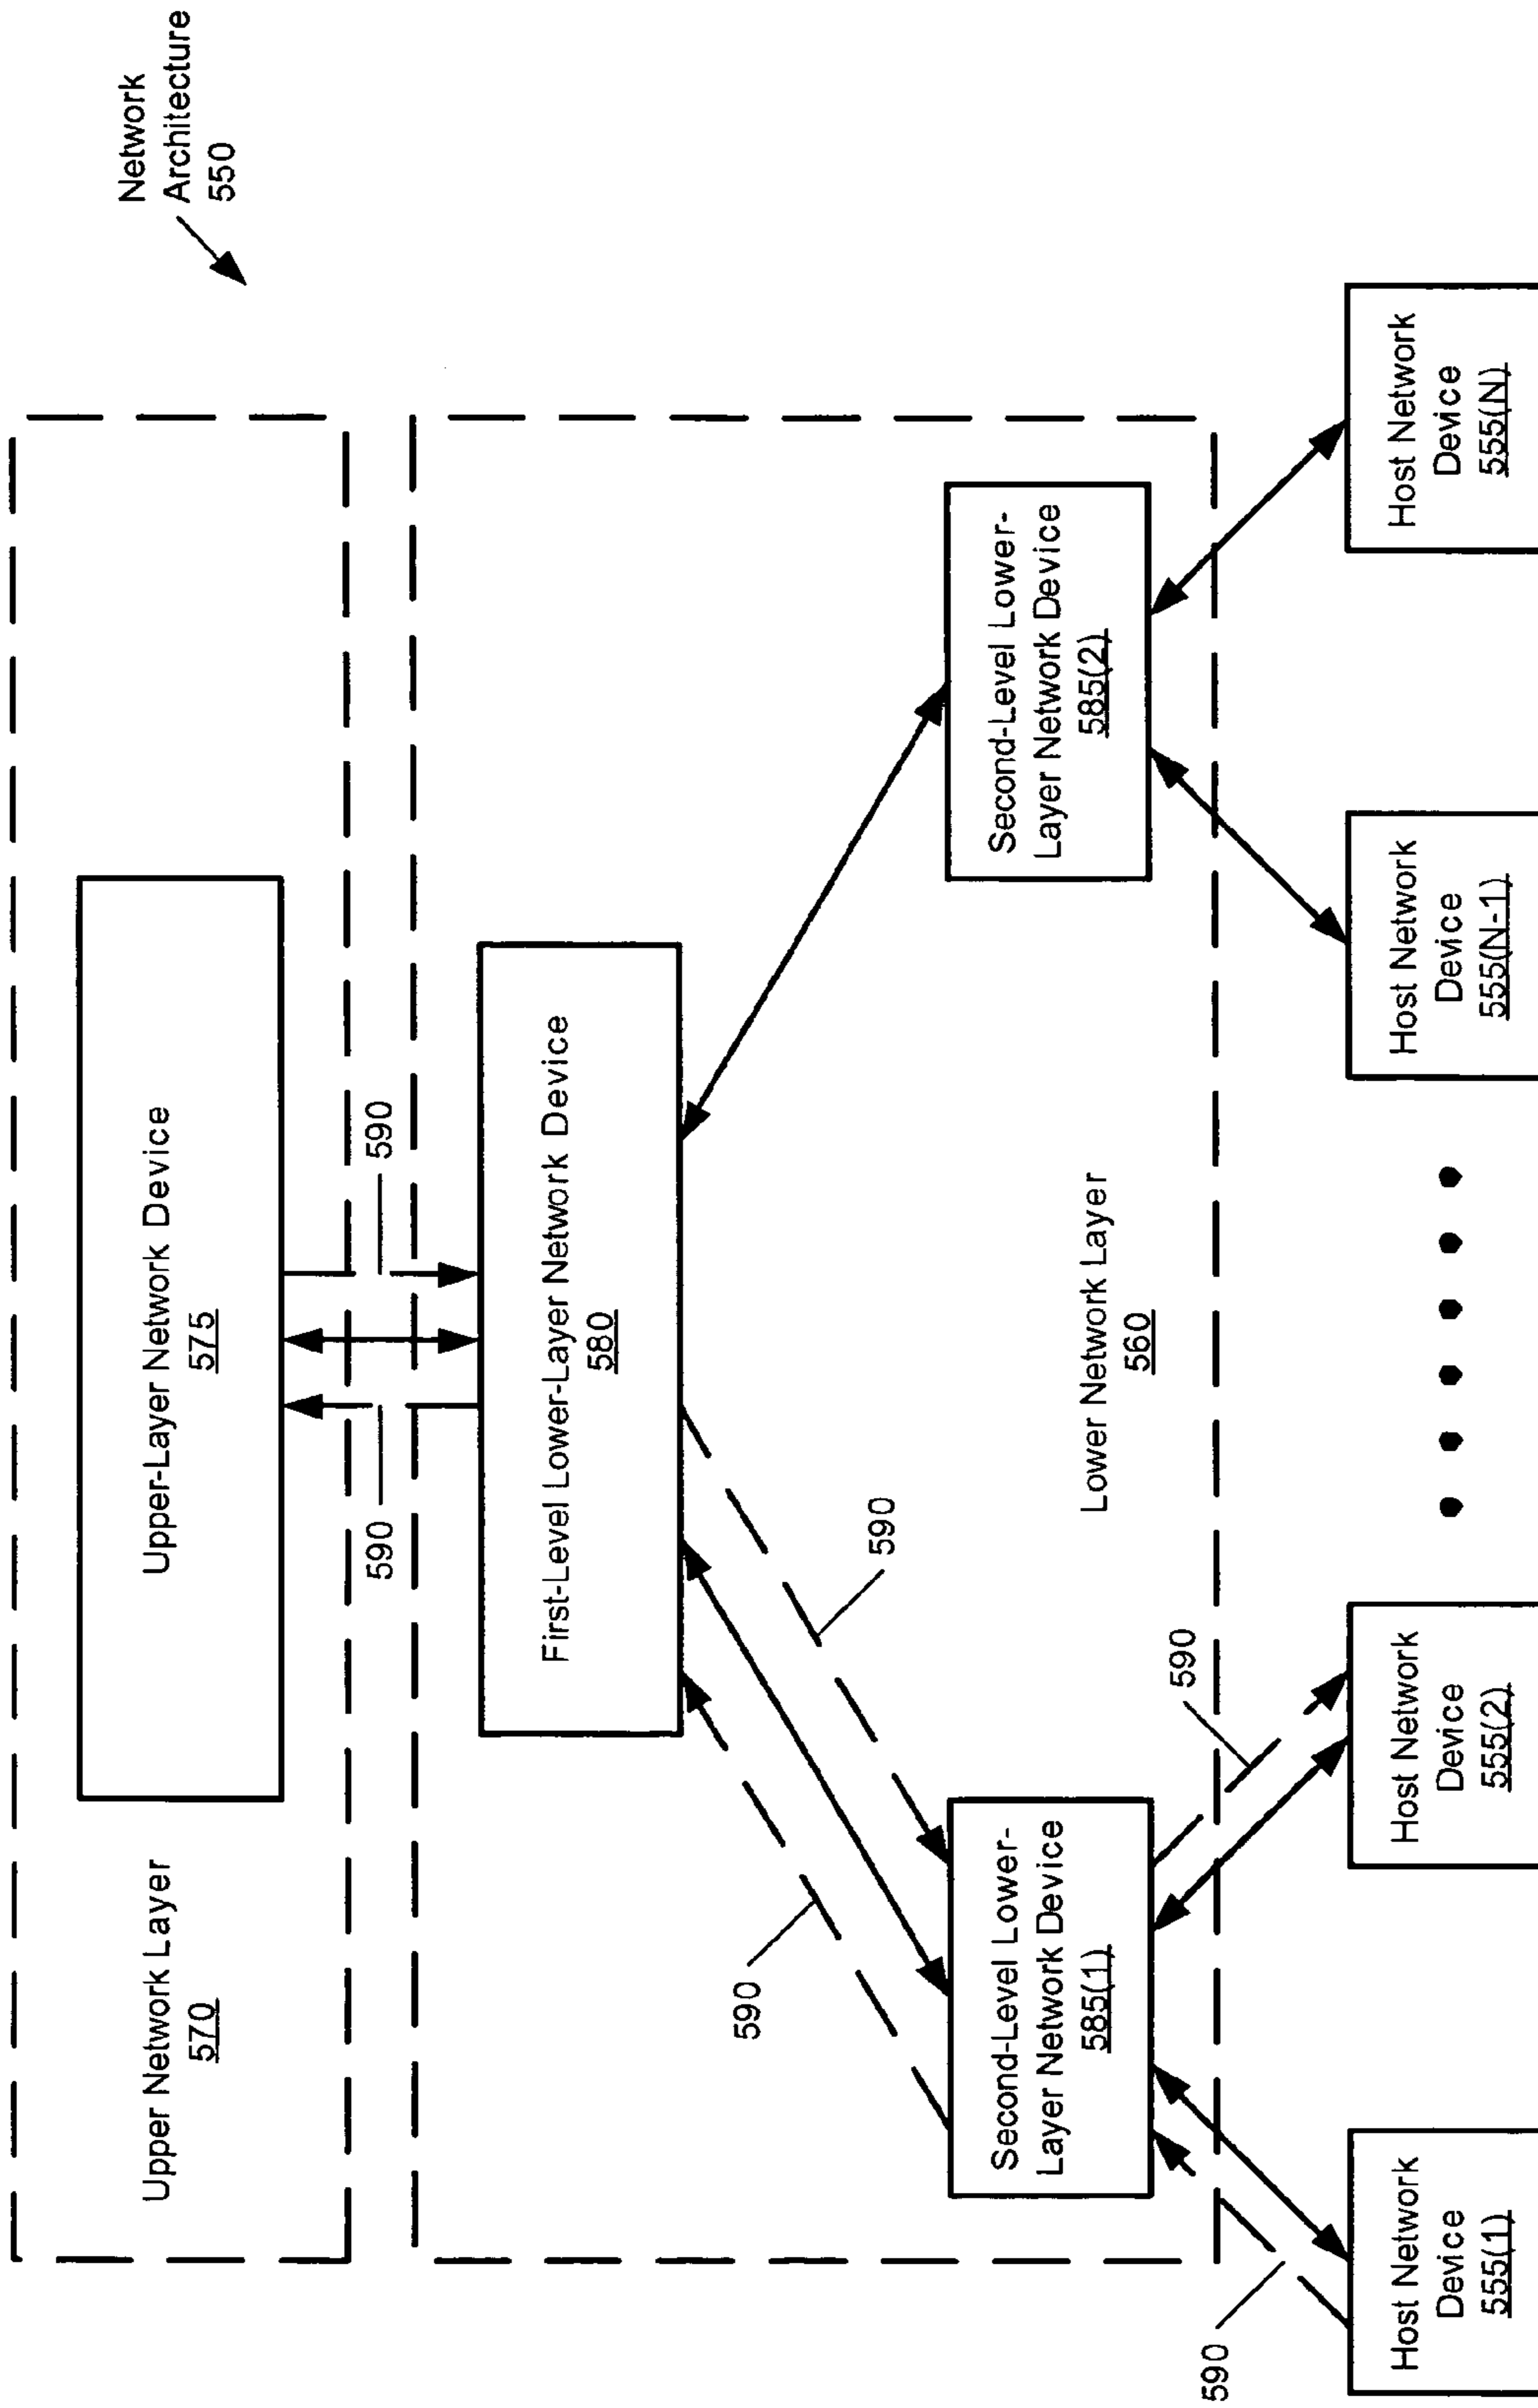 Network
Architecture
550
Upper Network Layer
570
Upper-Layer Network Device
575
590
590
First-Level Lower-Layer Network Device
580
590
590
Second-Level Lower-
Layer Network Device
585(1)
Second-Level Lower-
Layer Network Device
585(2)
Lower Network Layer
560
590
590
Host Network
Device
555(1)
Host Network
Device
555(2)
Host Network
Device
555(N-1)
Host Network
Device
555(N)